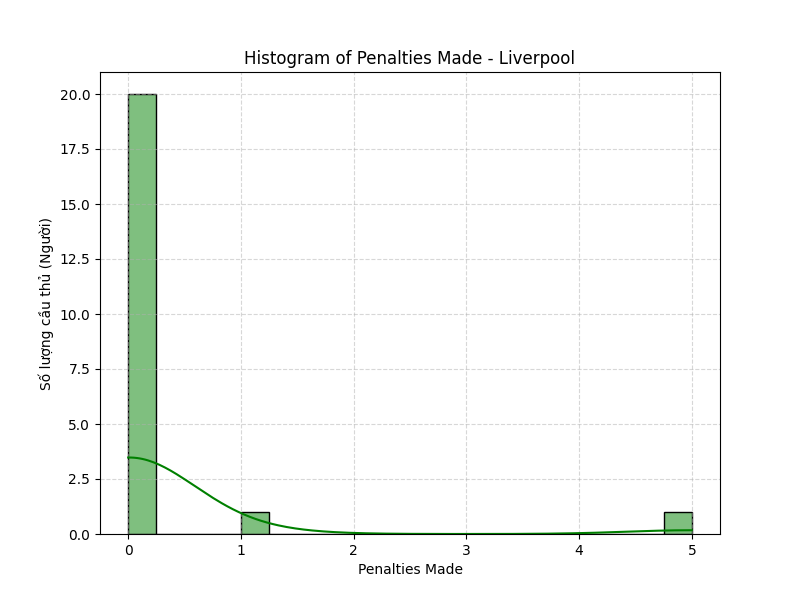 Histogram of Penalties Made - Liverpool
Số lượng cầu thủ (Người)
20.0
17.5
15.0
12.5
10.0
7.5
5.0
2.5
0.0
0 1 2 3 4 5
Penalties Made